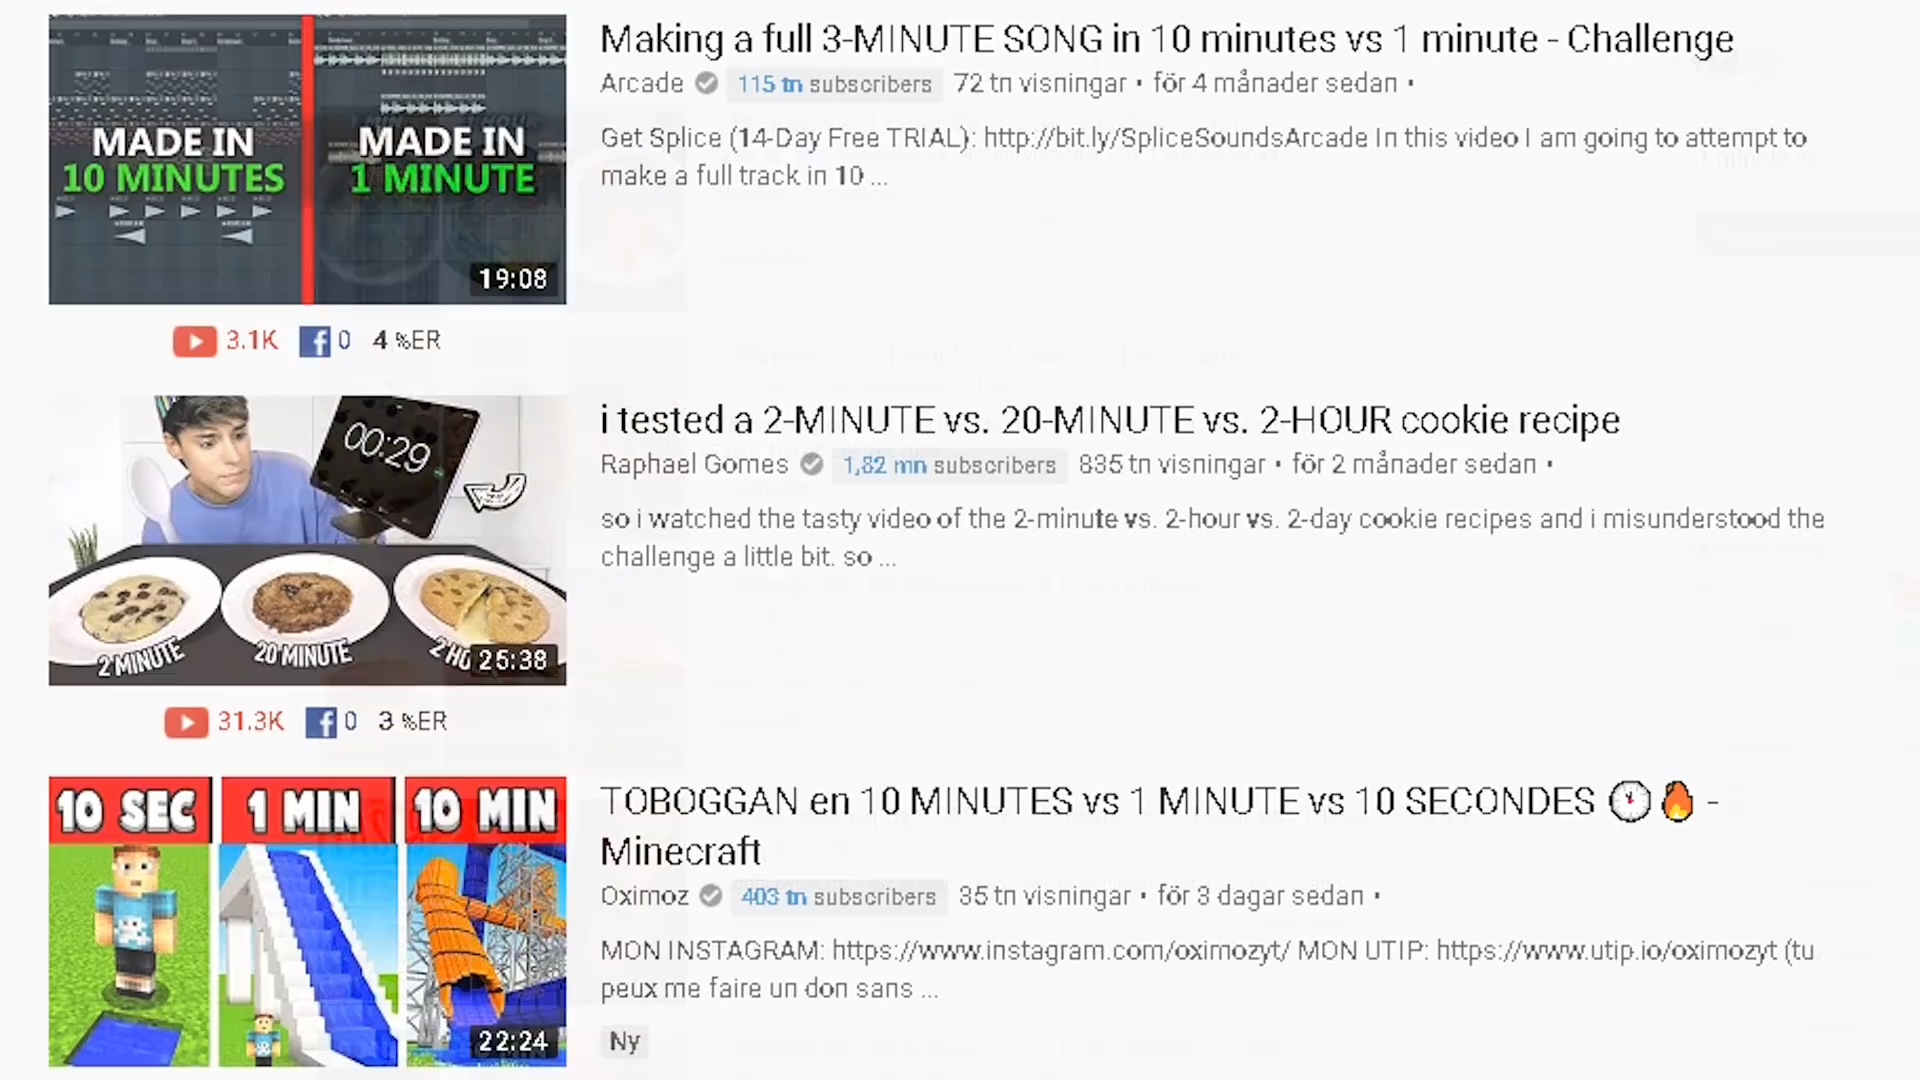 Making a full 3-MINUTE SONG in 10 minutes vs 1 minute - Challenge
Arcade 115 tn subscribers 72 tn visningar • för 4 månader sedan •
Get Splice (14-Day Free TRIAL): http://bit.ly/SpliceSoundsArcade In this video I am going to attempt to
make a full track in 10 ...
MADE IN
10 MINUTES
MADE IN
1 MINUTE
19:08
3.1K 0 4 %ER
i tested a 2-MINUTE vs. 20-MINUTE vs. 2-HOUR cookie recipe
Raphael Gomes 1,82 mn subscribers 835 tn visningar • för 2 månader sedan •
so i watched the tasty video of the 2-minute vs. 2-hour vs. 2-day cookie recipes and i misunderstood the
challenge a little bit. so ...
00:29
2 MINUTE
20 MINUTE
2 HO
25:38
31.3K 0 3 %ER
TOBOGGAN en 10 MINUTES vs 1 MINUTE vs 10 SECONDES 🕐🔥 -
Minecraft
Oximoz 403 tn subscribers 35 tn visningar • för 3 dagar sedan •
MON INSTAGRAM: https://www.instagram.com/oximozyt/ MON UTIP: https://www.utip.io/oximozyt (tu
peux me faire un don sans ...
Ny
10 SEC
1 MIN
10 MIN
22:24